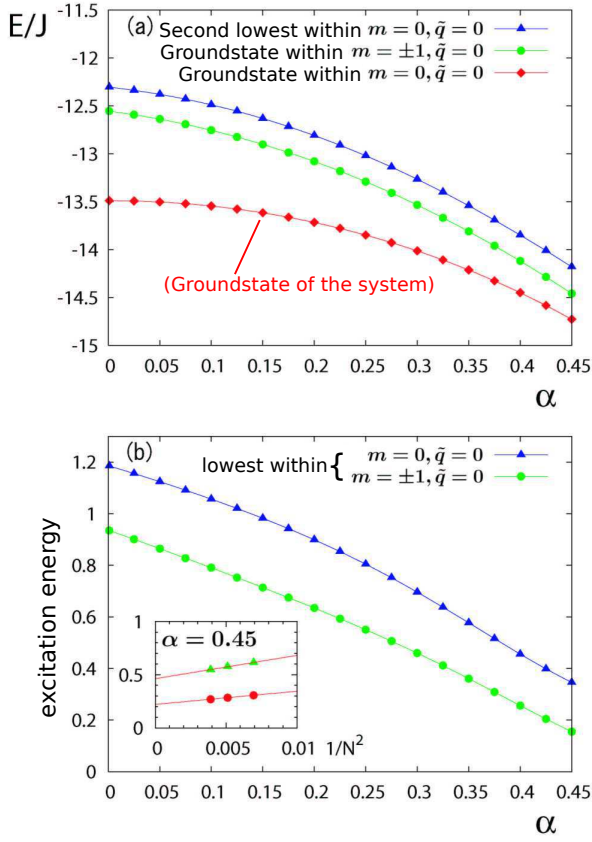 E/J
(a)
Second lowest within m = 0, q̃ = 0
Groundstate within m = ±1, q̃ = 0
Groundstate within m = 0, q̃ = 0
-11.5
-12
-12.5
-13
-13.5
-14
-14.5
-15
(Groundstate of the system)
0 0.05 0.1 0.15 0.2 0.25 0.3 0.35 0.4 0.45
α
(b)
lowest within { m = 0, q̃ = 0
m = ±1, q̃ = 0
excitation energy
1.2
1
0.8
0.6
0.4
0.2
0
α = 0.45
1
0.5
0
0 0.005 0.01 1/N²
0 0.05 0.1 0.15 0.2 0.25 0.3 0.35 0.4 0.45
α